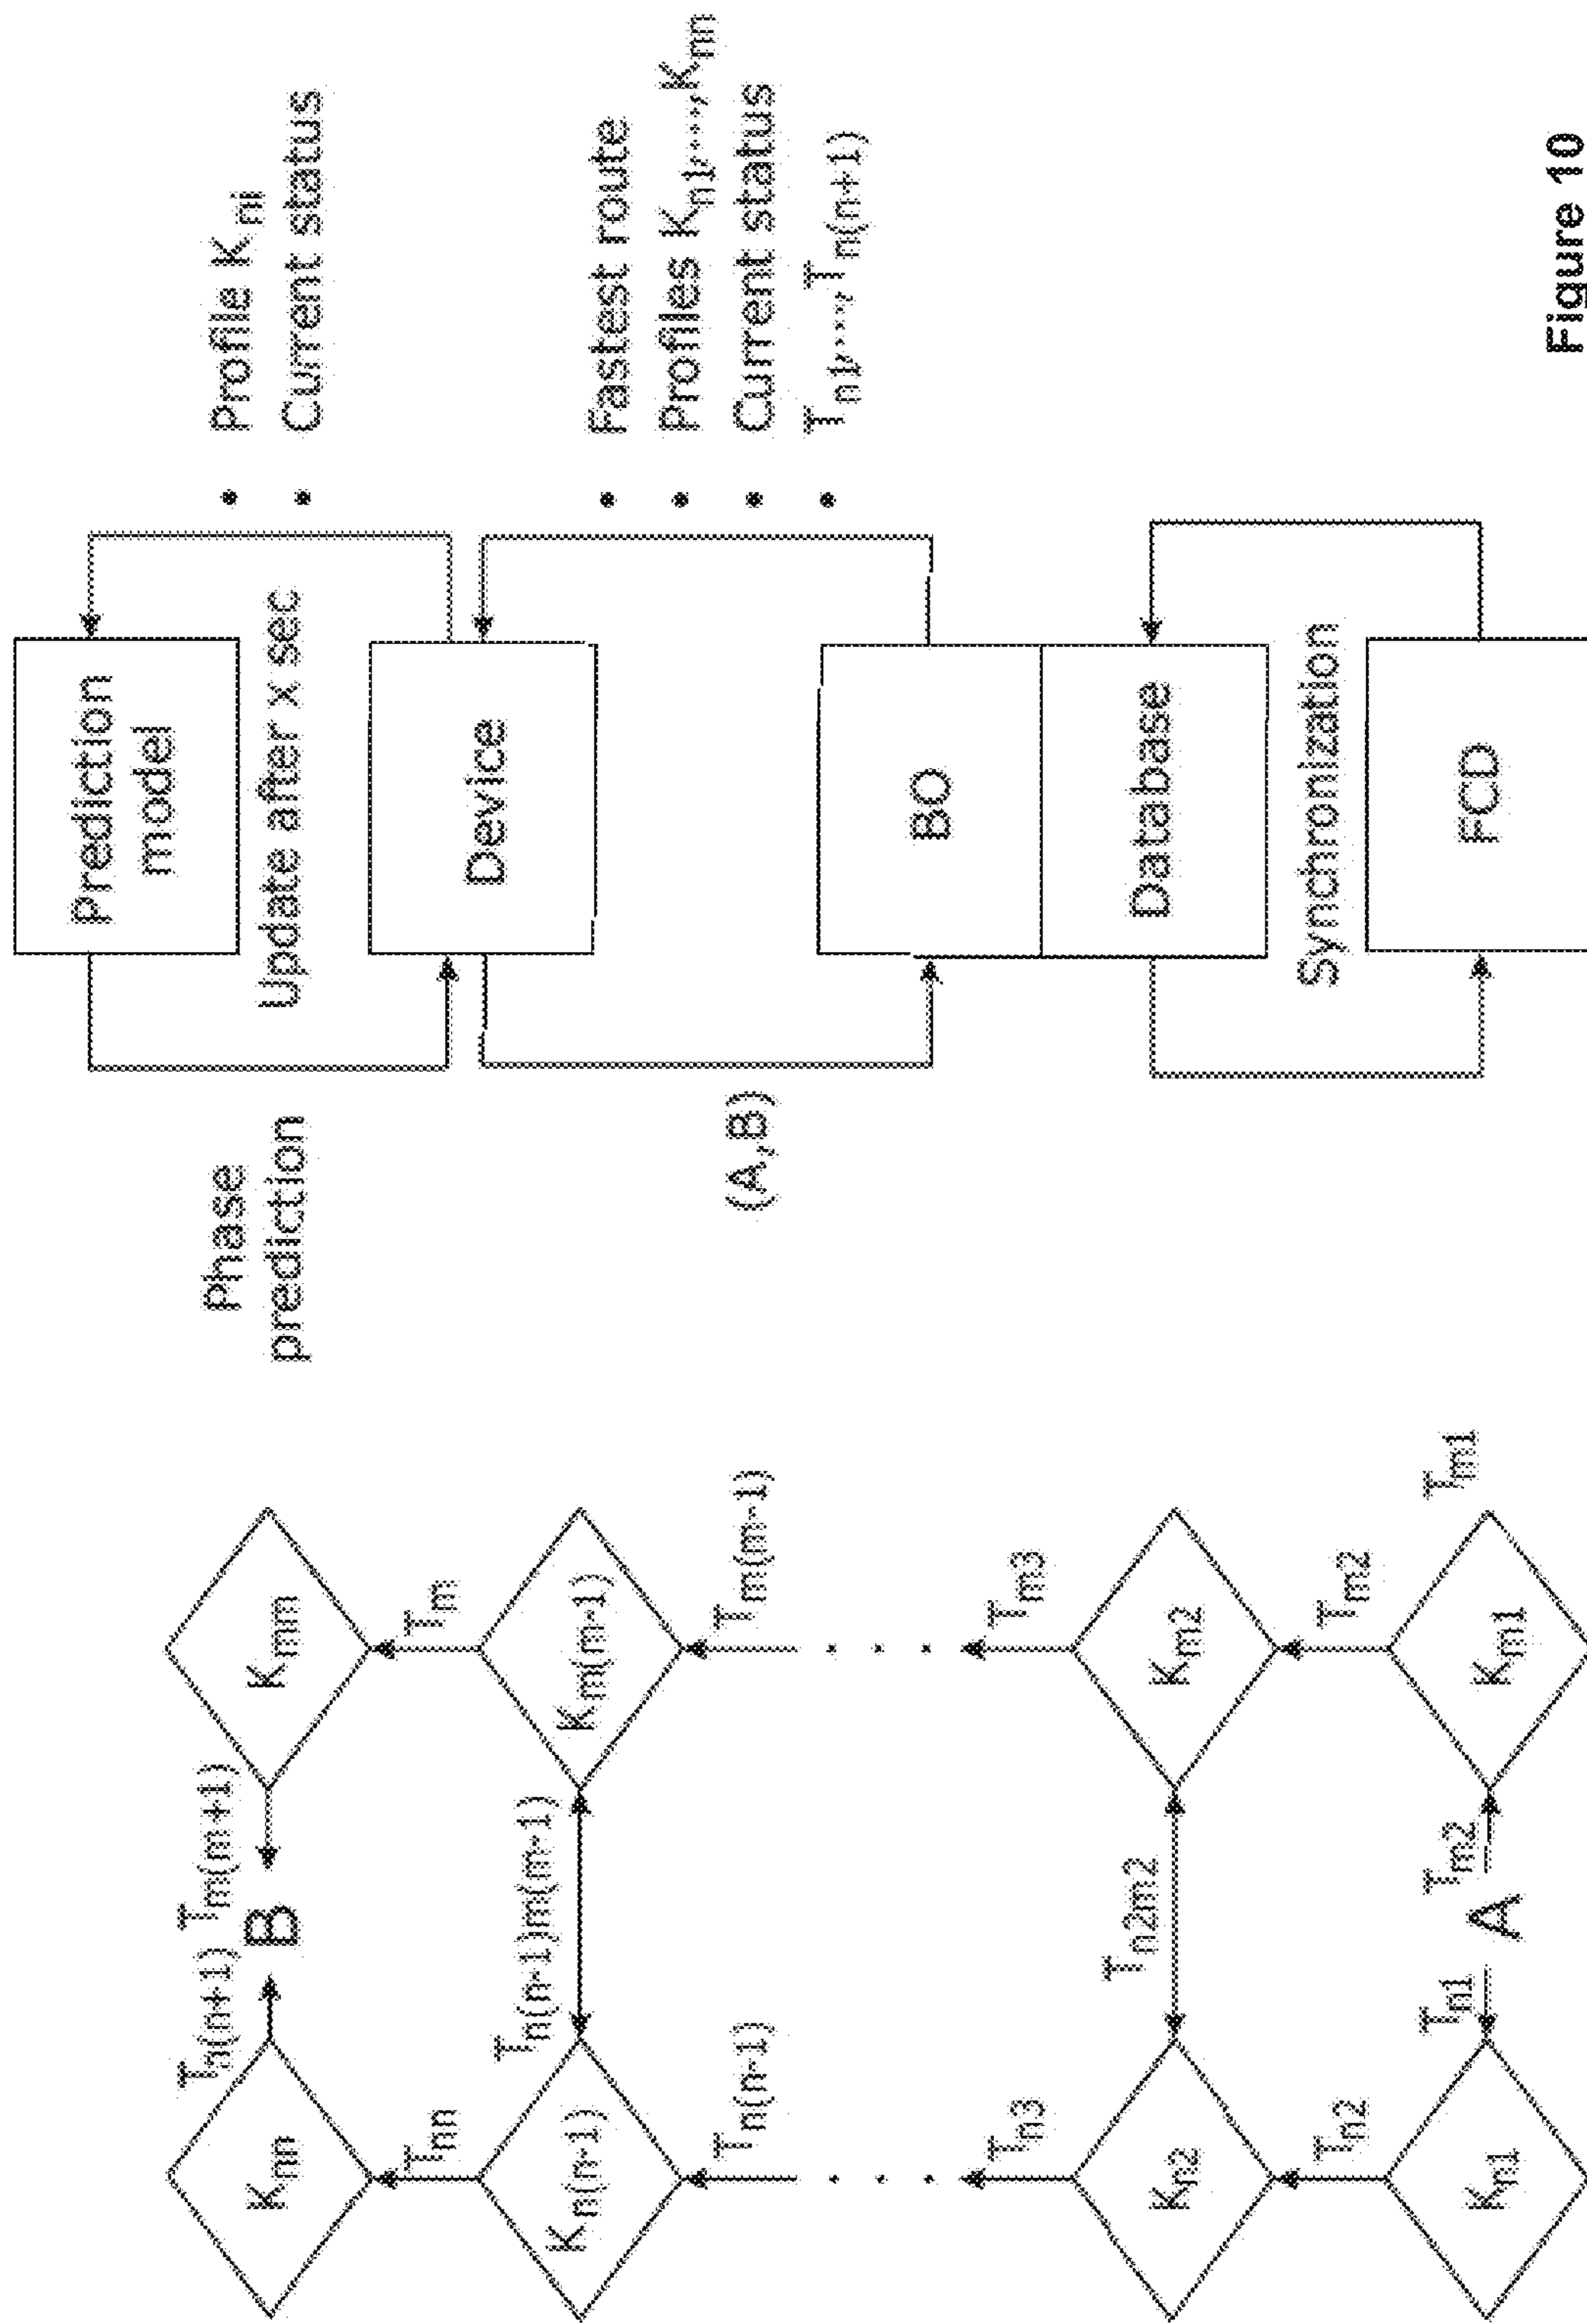 K_nn
T_n(n+1)
B
T_m(m+1)
K_mm
T_nn
T_m
K_n(n-1)
T_n(n-1)m(m-1)
K_m(m-1)
T_n(n-1)
T_m(m-1)
. . .
. . .
T_n3
T_m3
K_n2
T_n2m2
K_m2
T_n2
T_m2
K_n1
T_n1
A
T_m2
K_m1
T_m1
Phase
prediction
(A,B)
Prediction
model
Update after x sec
Device
BO
Database
Synchronization
FCD
• Profile K_ni
• Current status
• Fastest route
• Profiles K_n1,...,K_nn
• Current status
• T_n1,...,T_n(n+1)
Figure 10